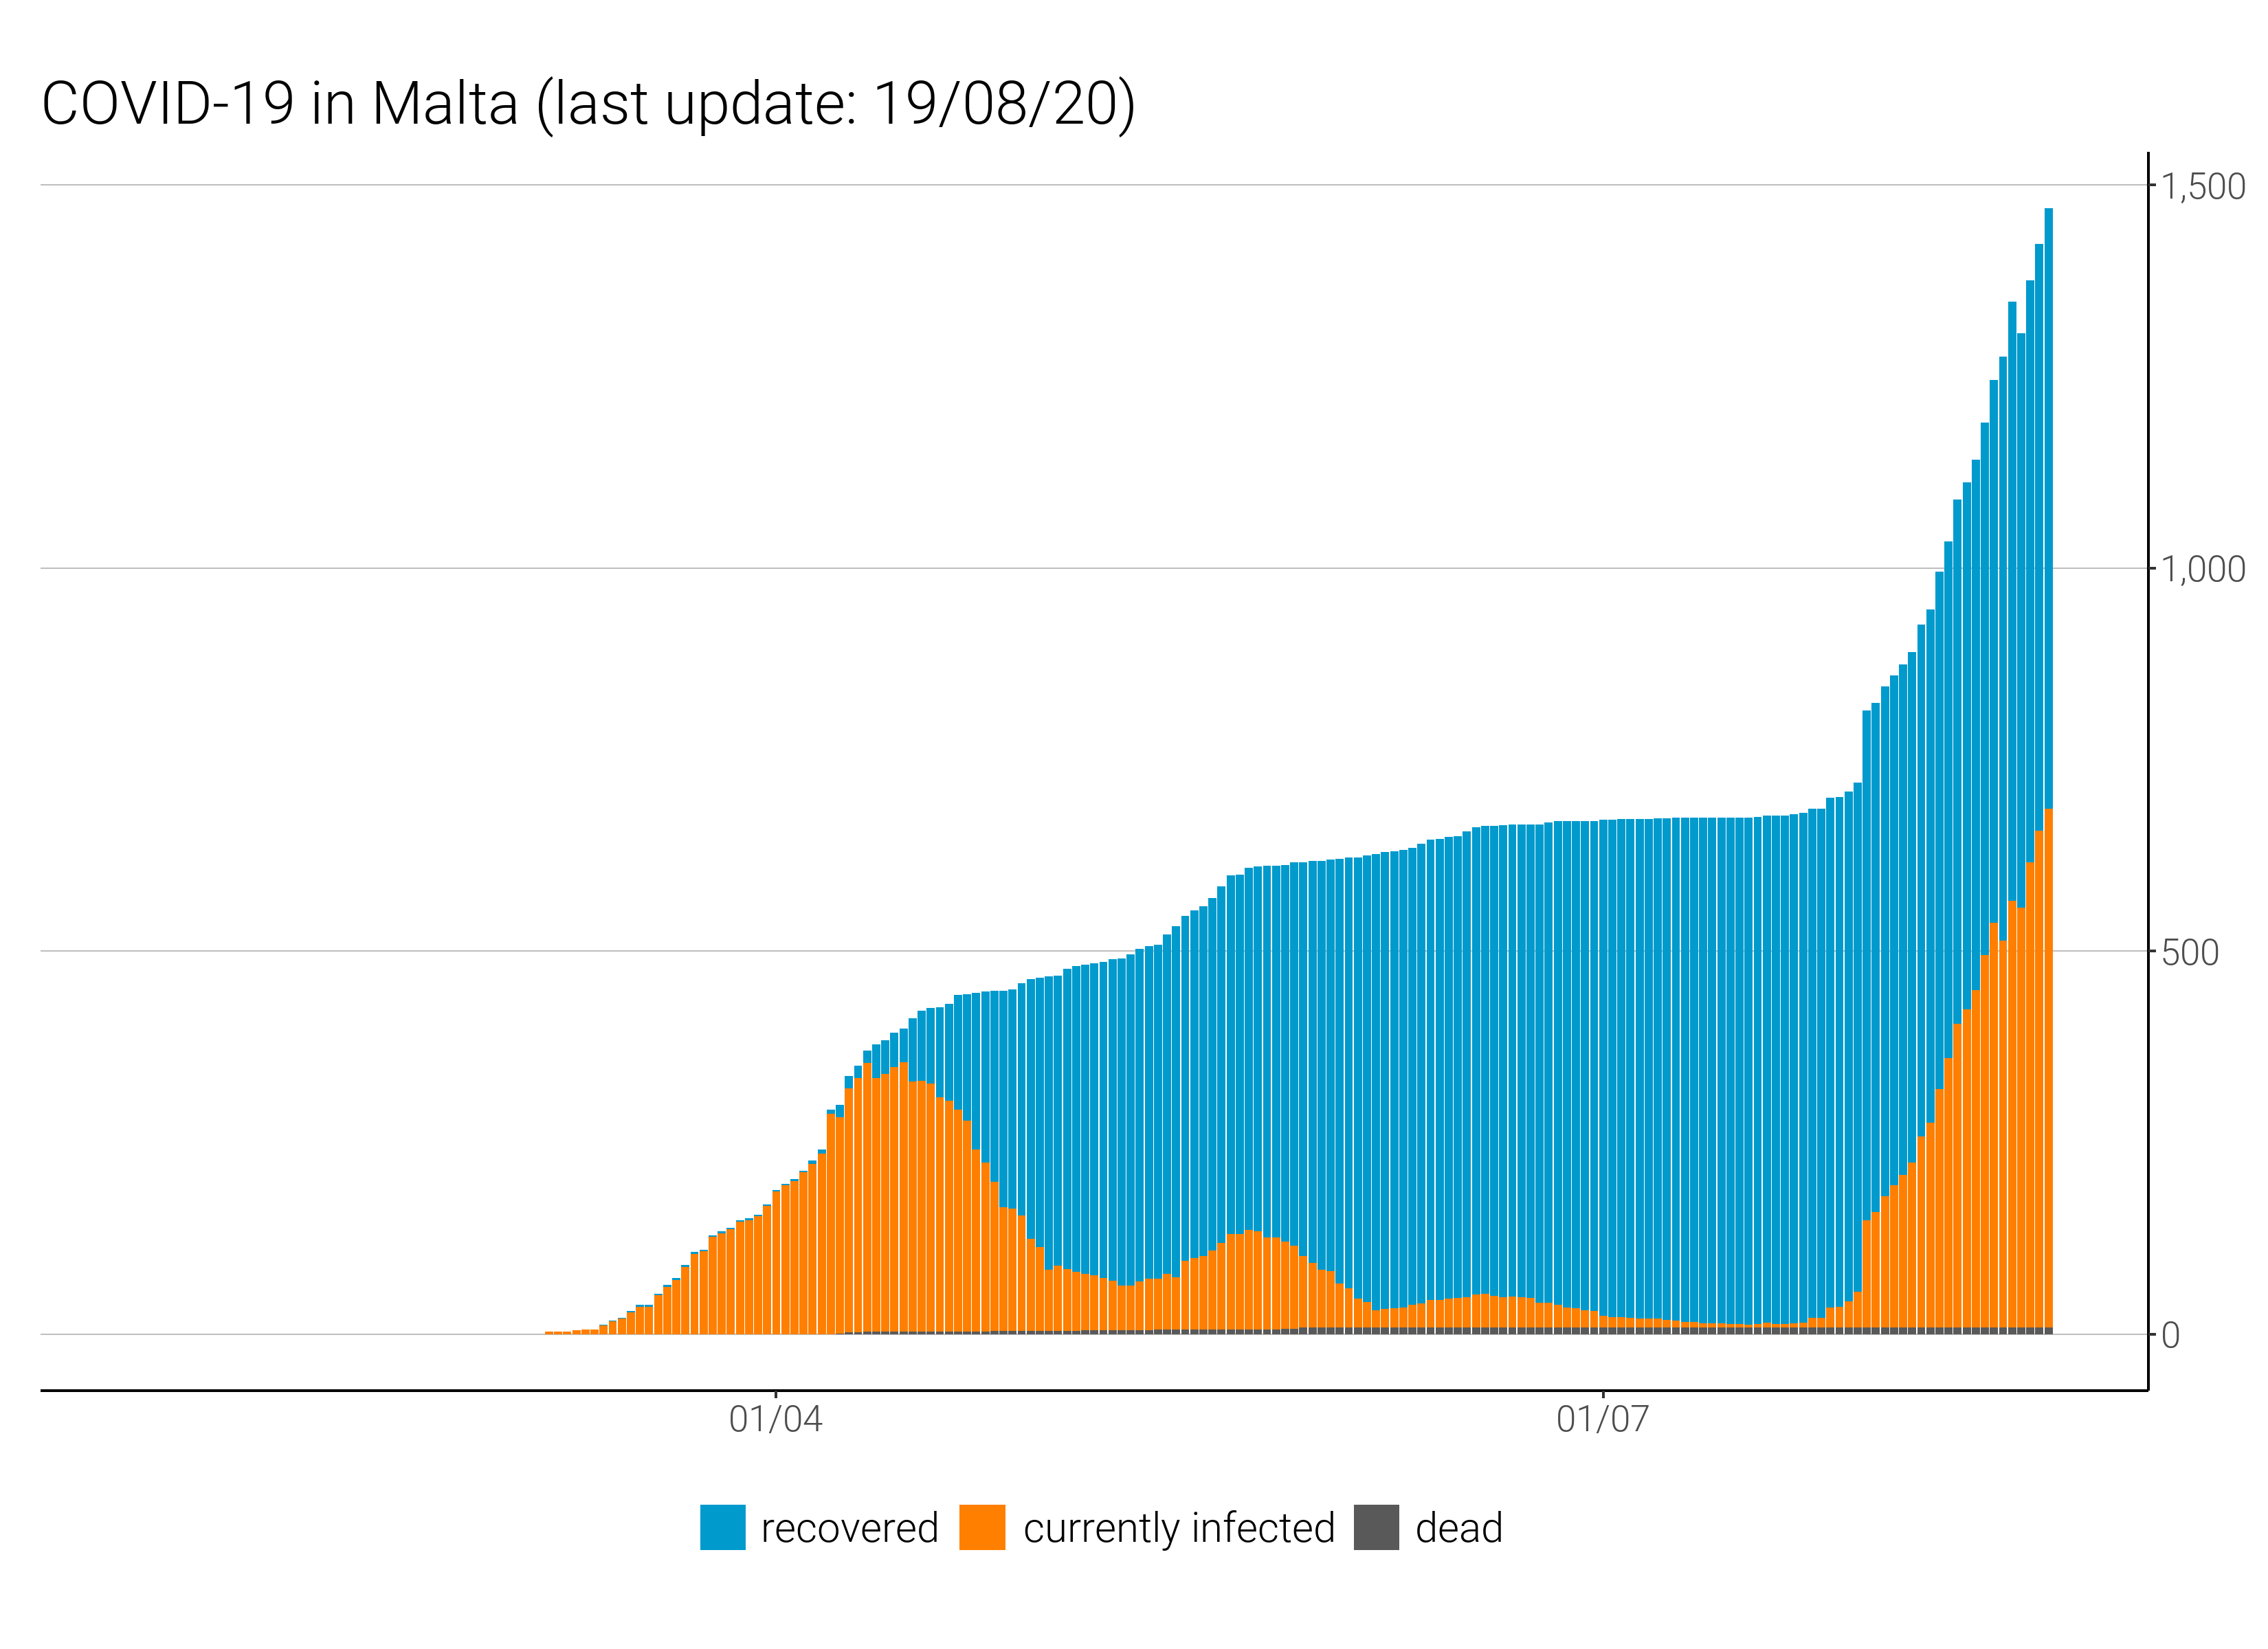 COVID-19 in Malta (last update: 19/08/20)
1,500
1,000
500
0
01/04 01/07
recovered currently infected dead